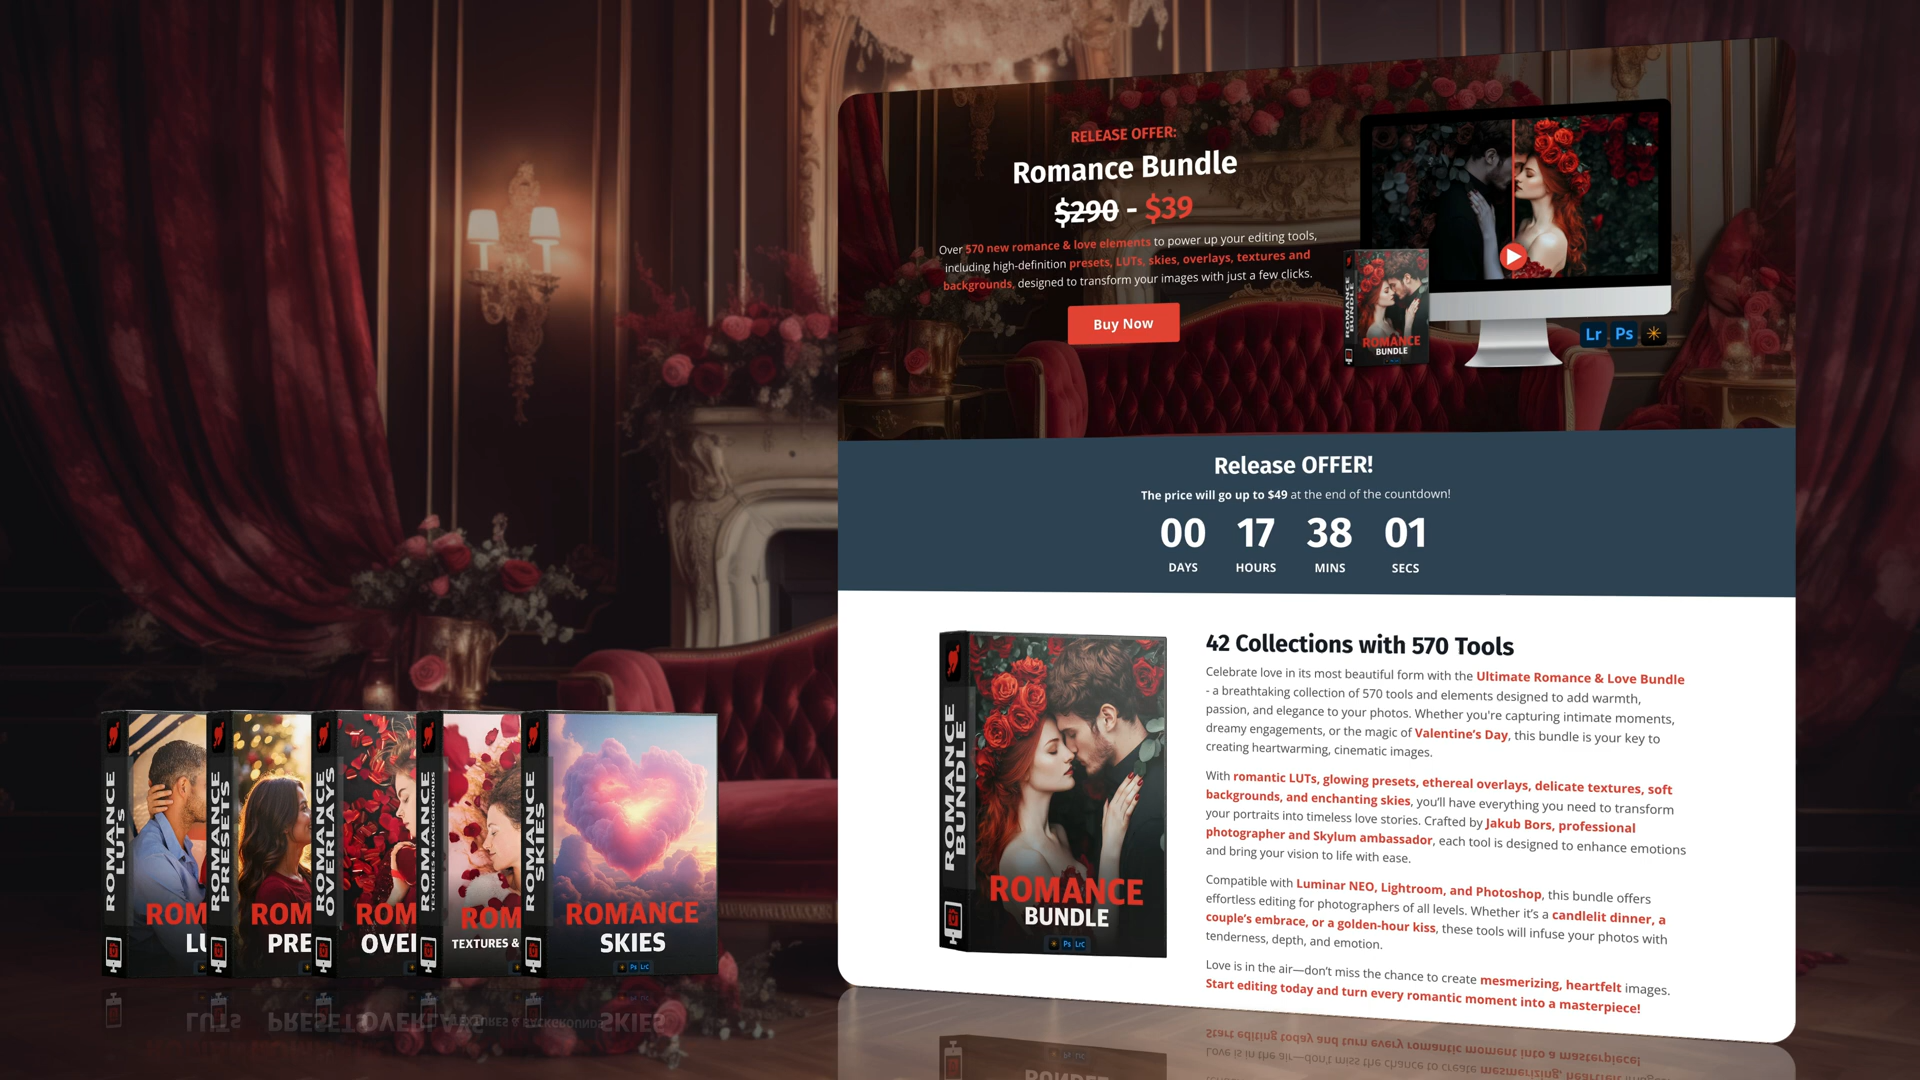 RELEASE OFFER:
Romance Bundle
$290 - $39
Over 570 new romance & love elements to power up your editing tools,
including high-definition presets, LUTs, skies, overlays, textures and
backgrounds, designed to transform your images with just a few clicks.
Buy Now
ROMANCE
BUNDLE
ROMANCE
BUNDLE
Lr Ps
Release OFFER!
The price will go up to $49 at the end of the countdown!
00 17 38 01
DAYS HOURS MINS SECS
ROMANCE
BUNDLE
ROMANCE
BUNDLE
Ps LrC
42 Collections with 570 Tools
Celebrate love in its most beautiful form with the Ultimate Romance & Love Bundle
- a breathtaking collection of 570 tools and elements designed to add warmth,
passion, and elegance to your photos. Whether you're capturing intimate moments,
dreamy engagements, or the magic of Valentine's Day, this bundle is your key to
creating heartwarming, cinematic images.
With romantic LUTs, glowing presets, ethereal overlays, delicate textures, soft
backgrounds, and enchanting skies, you'll have everything you need to transform
your portraits into timeless love stories. Crafted by Jakub Bors, professional
photographer and Skylum ambassador, each tool is designed to enhance emotions
and bring your vision to life with ease.
Compatible with Luminar NEO, Lightroom, and Photoshop, this bundle offers
effortless editing for photographers of all levels. Whether it's a candlelit dinner, a
couple's embrace, or a golden-hour kiss, these tools will infuse your photos with
tenderness, depth, and emotion.
Love is in the air—don't miss the chance to create mesmerizing, heartfelt images.
Start editing today and turn every romantic moment into a masterpiece!
ROMANCE
LUTS
ROM
LU
ROMANCE
PRESETS
ROM
PRE
ROMANCE
OVERLAYS
ROM
OVE
ROMANCE
TEXTURES & BACKGROUNDS
ROM
TEXTURES &
ROMANCE
SKIES
ROMANCE
SKIES
Ps LrC